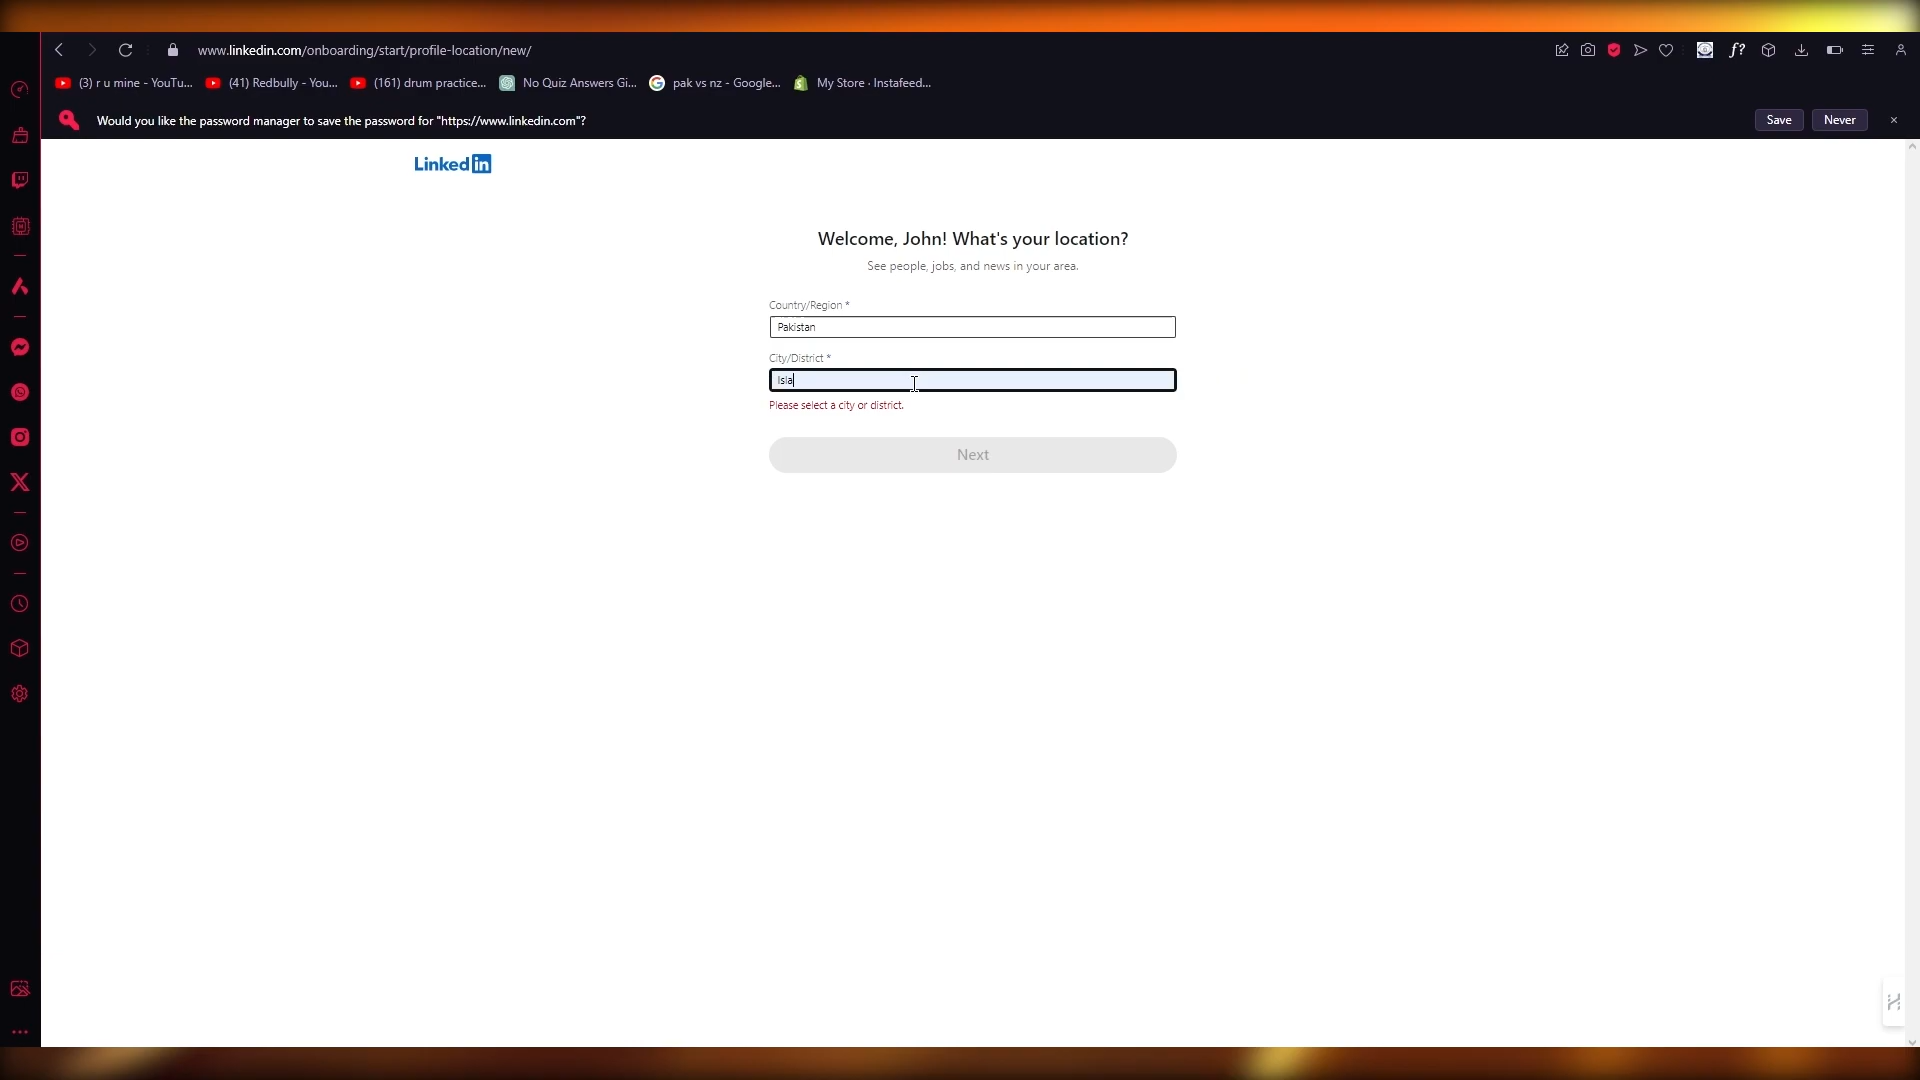 www.linkedin.com/onboarding/start/profile-location/new/
(3) r u mine - YouTu... (41) Redbully - You... (161) drum practice... No Quiz Answers Gi... pak vs nz - Google... My Store · Instafeed...
Would you like the password manager to save the password for "https://www.linkedin.com"? Save Never
Linked in
Welcome, John! What's your location?
See people, jobs, and news in your area.
Country/Region *
Pakistan
City/District *
Isla
Please select a city or district.
Next